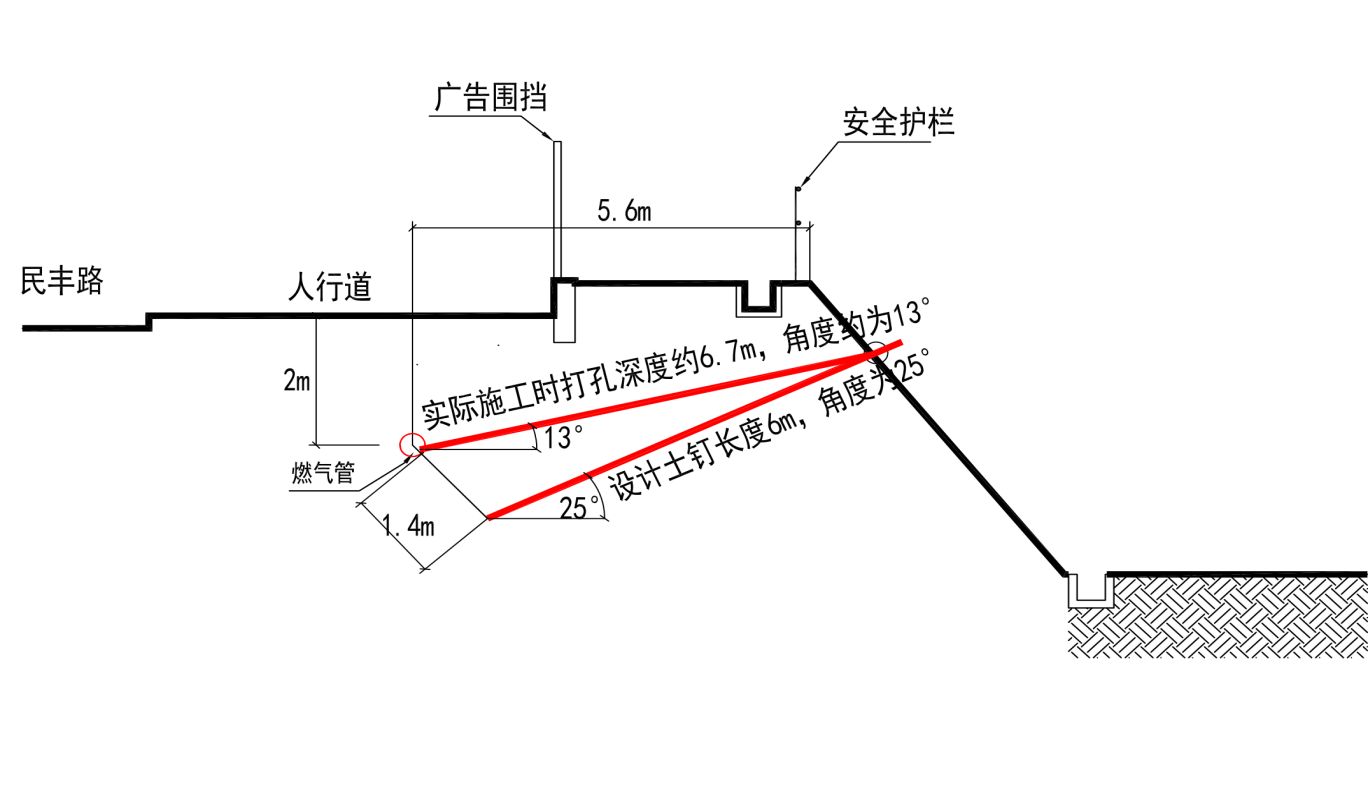 广告围挡
安全护栏
5.6m
民丰路
人行道
2m
实际施工时打孔深度约6.7m，角度约为13°
13°
燃气管
设计土钉长度6m，角度为25°
25°
1.4m